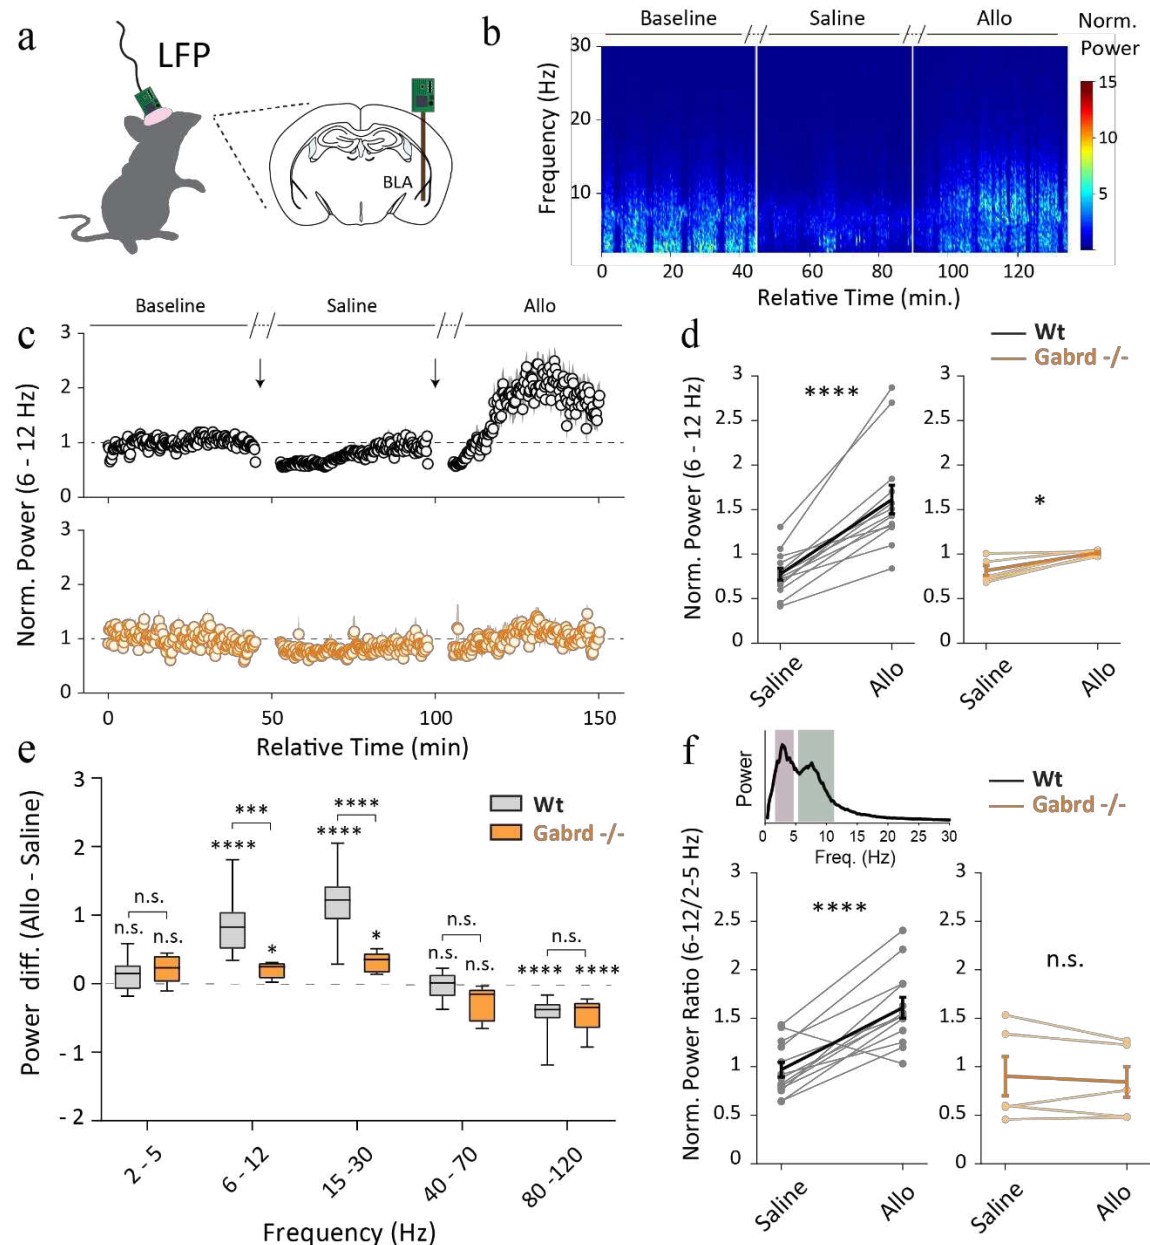 a
LFP
BLA
b
Baseline
Saline
Allo
Norm.
Power
Frequency (Hz)
30
20
10
0
20
40
60
80
100
120
Relative Time (min.)
15
10
5
c
Baseline
Saline
Allo
Norm. Power (6 - 12 Hz)
3
2
1
0
3
2
1
0
0
50
100
150
Relative Time (min)
d
Wt
Gabrd -/-
Norm. Power (6 - 12 Hz)
3
2.5
2
1.5
1
0.5
0
****
Saline
Allo
3
2.5
2
1.5
1
0.5
0
*
Saline
Allo
e
Wt
Gabrd -/-
Power diff. (Allo - Saline)
3
2
1
0
- 1
- 2
n.s.
n.s.
n.s.
***
****
*
****
****
*
n.s.
n.s.
n.s.
n.s.
****
****
2 - 5
6 - 12
15 -30
40 - 70
80 -120
Frequency (Hz)
f
Power
0
5
10
15
20
25
30
Freq. (Hz)
Wt
Gabrd -/-
Norm. Power Ratio (6-12/2-5 Hz)
3
2.5
2
1.5
1
0.5
0
****
Saline
Allo
3
2.5
2
1.5
1
0.5
0
n.s.
Saline
Allo